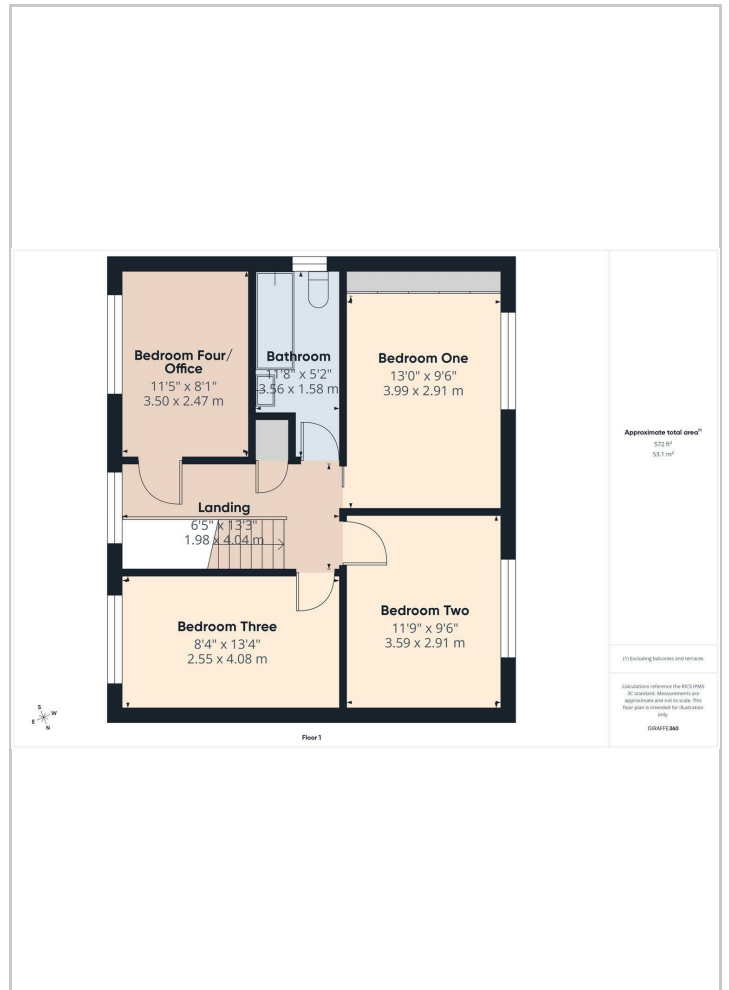 Bedroom Four/
Office
11'5" x 8'1"
3.50 x 2.47 m
Bathroom
11'8" x 5'2"
3.56 x 1.58 m
Bedroom One
13'0" x 9'6"
3.99 x 2.91 m
Landing
6'5" x 13'3"
1.98 x 4.04 m
Bedroom Three
8'4" x 13'4"
2.55 x 4.08 m
Bedroom Two
11'9" x 9'6"
3.59 x 2.91 m
S
W
E
N
Floor 1
Approximate total area⁽¹⁾
572 ft²
53.1 m²
(1) Excluding balconies and terraces
Calculations reference the RICS IPMS
3C standard. Measurements are
approximate and not to scale. This
floor plan is intended for illustration
only.
GIRAFFE360